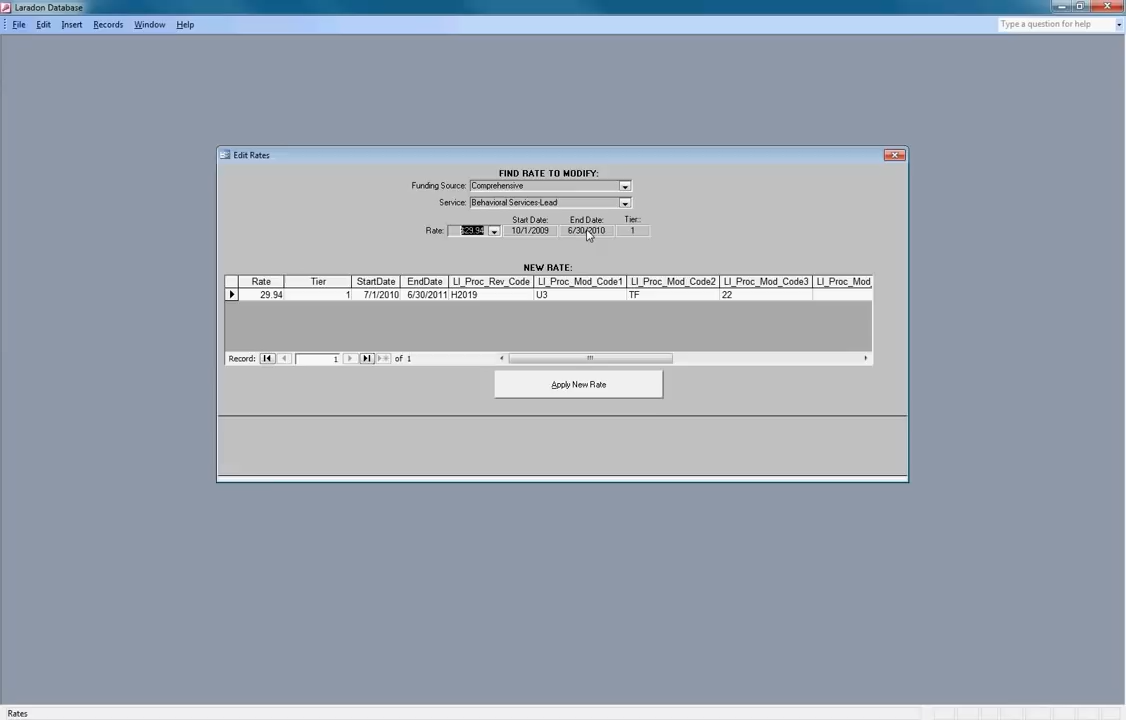 Laradon Database
File Edit Insert Records Window Help
Type a question for help
Edit Rates
FIND RATE TO MODIFY:
Funding Source: Comprehensive
Service: Behavioral Services-Lead
Start Date: End Date: Tier:
Rate: $29.94 10/1/2009 6/30/2010 1
NEW RATE:
Rate Tier StartDate EndDate LI_Proc_Rev_Code LI_Proc_Mod_Code1 LI_Proc_Mod_Code2 LI_Proc_Mod_Code3 LI_Proc_Mod
29.94 1 7/1/2010 6/30/2011 H2019 U3 TF 22
Record: 1 of 1
Apply New Rate
Rates